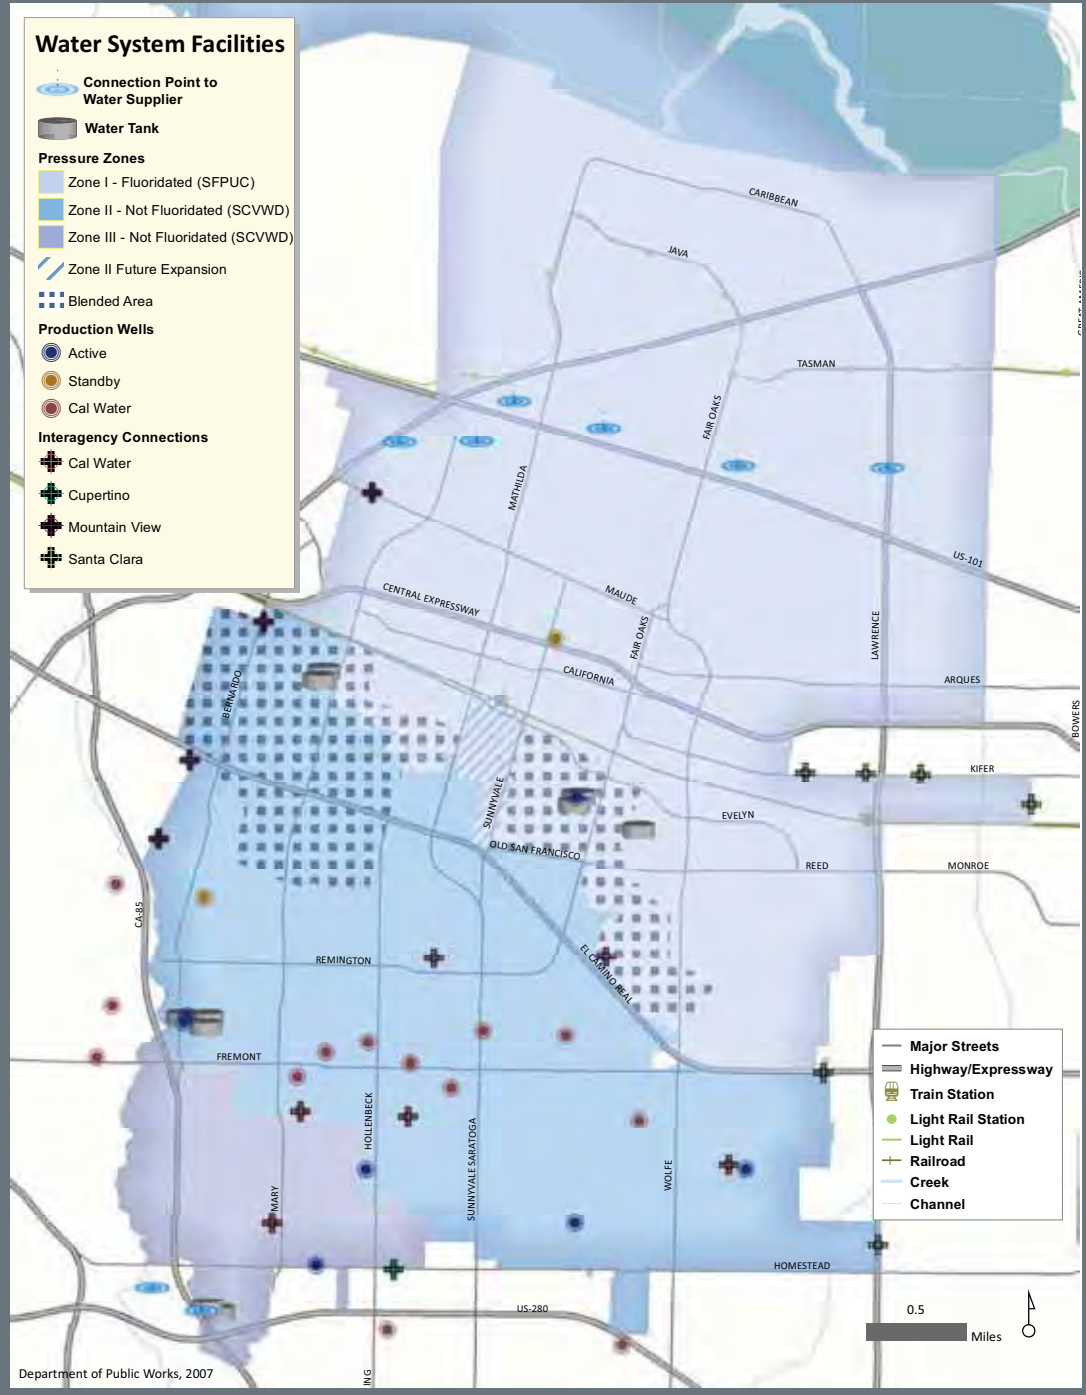 Water System Facilities
Connection Point to
Water Supplier
Water Tank
Pressure Zones
Zone I - Fluoridated (SFPUC)
Zone II - Not Fluoridated (SCVWD)
Zone III - Not Fluoridated (SCVWD)
Zone II Future Expansion
Blended Area
Production Wells
Active
Standby
Cal Water
Interagency Connections
Cal Water
Cupertino
Mountain View
Santa Clara
CARIBBEAN
JAVA
TASMAN
FAIR OAKS
MATHILDA
US-101
CENTRAL EXPRESSWAY
MAUDE
FAIR OAKS
LAWRENCE
CALIFORNIA
ARQUES
BERNARDO
BOWERS
KIFER
SUNNYVALE
EVELYN
OLD SAN FRANCISCO
REED
MONROE
CA-85
REMINGTON
EL CAMINO REAL
FREMONT
HOLLENBECK
SUNNYVALE SARATOGA
WOLFE
MARY
HOMESTEAD
US-280
Major Streets
Highway/Expressway
Train Station
Light Rail Station
Light Rail
Railroad
Creek
Channel
0.5
Miles
Department of Public Works, 2007